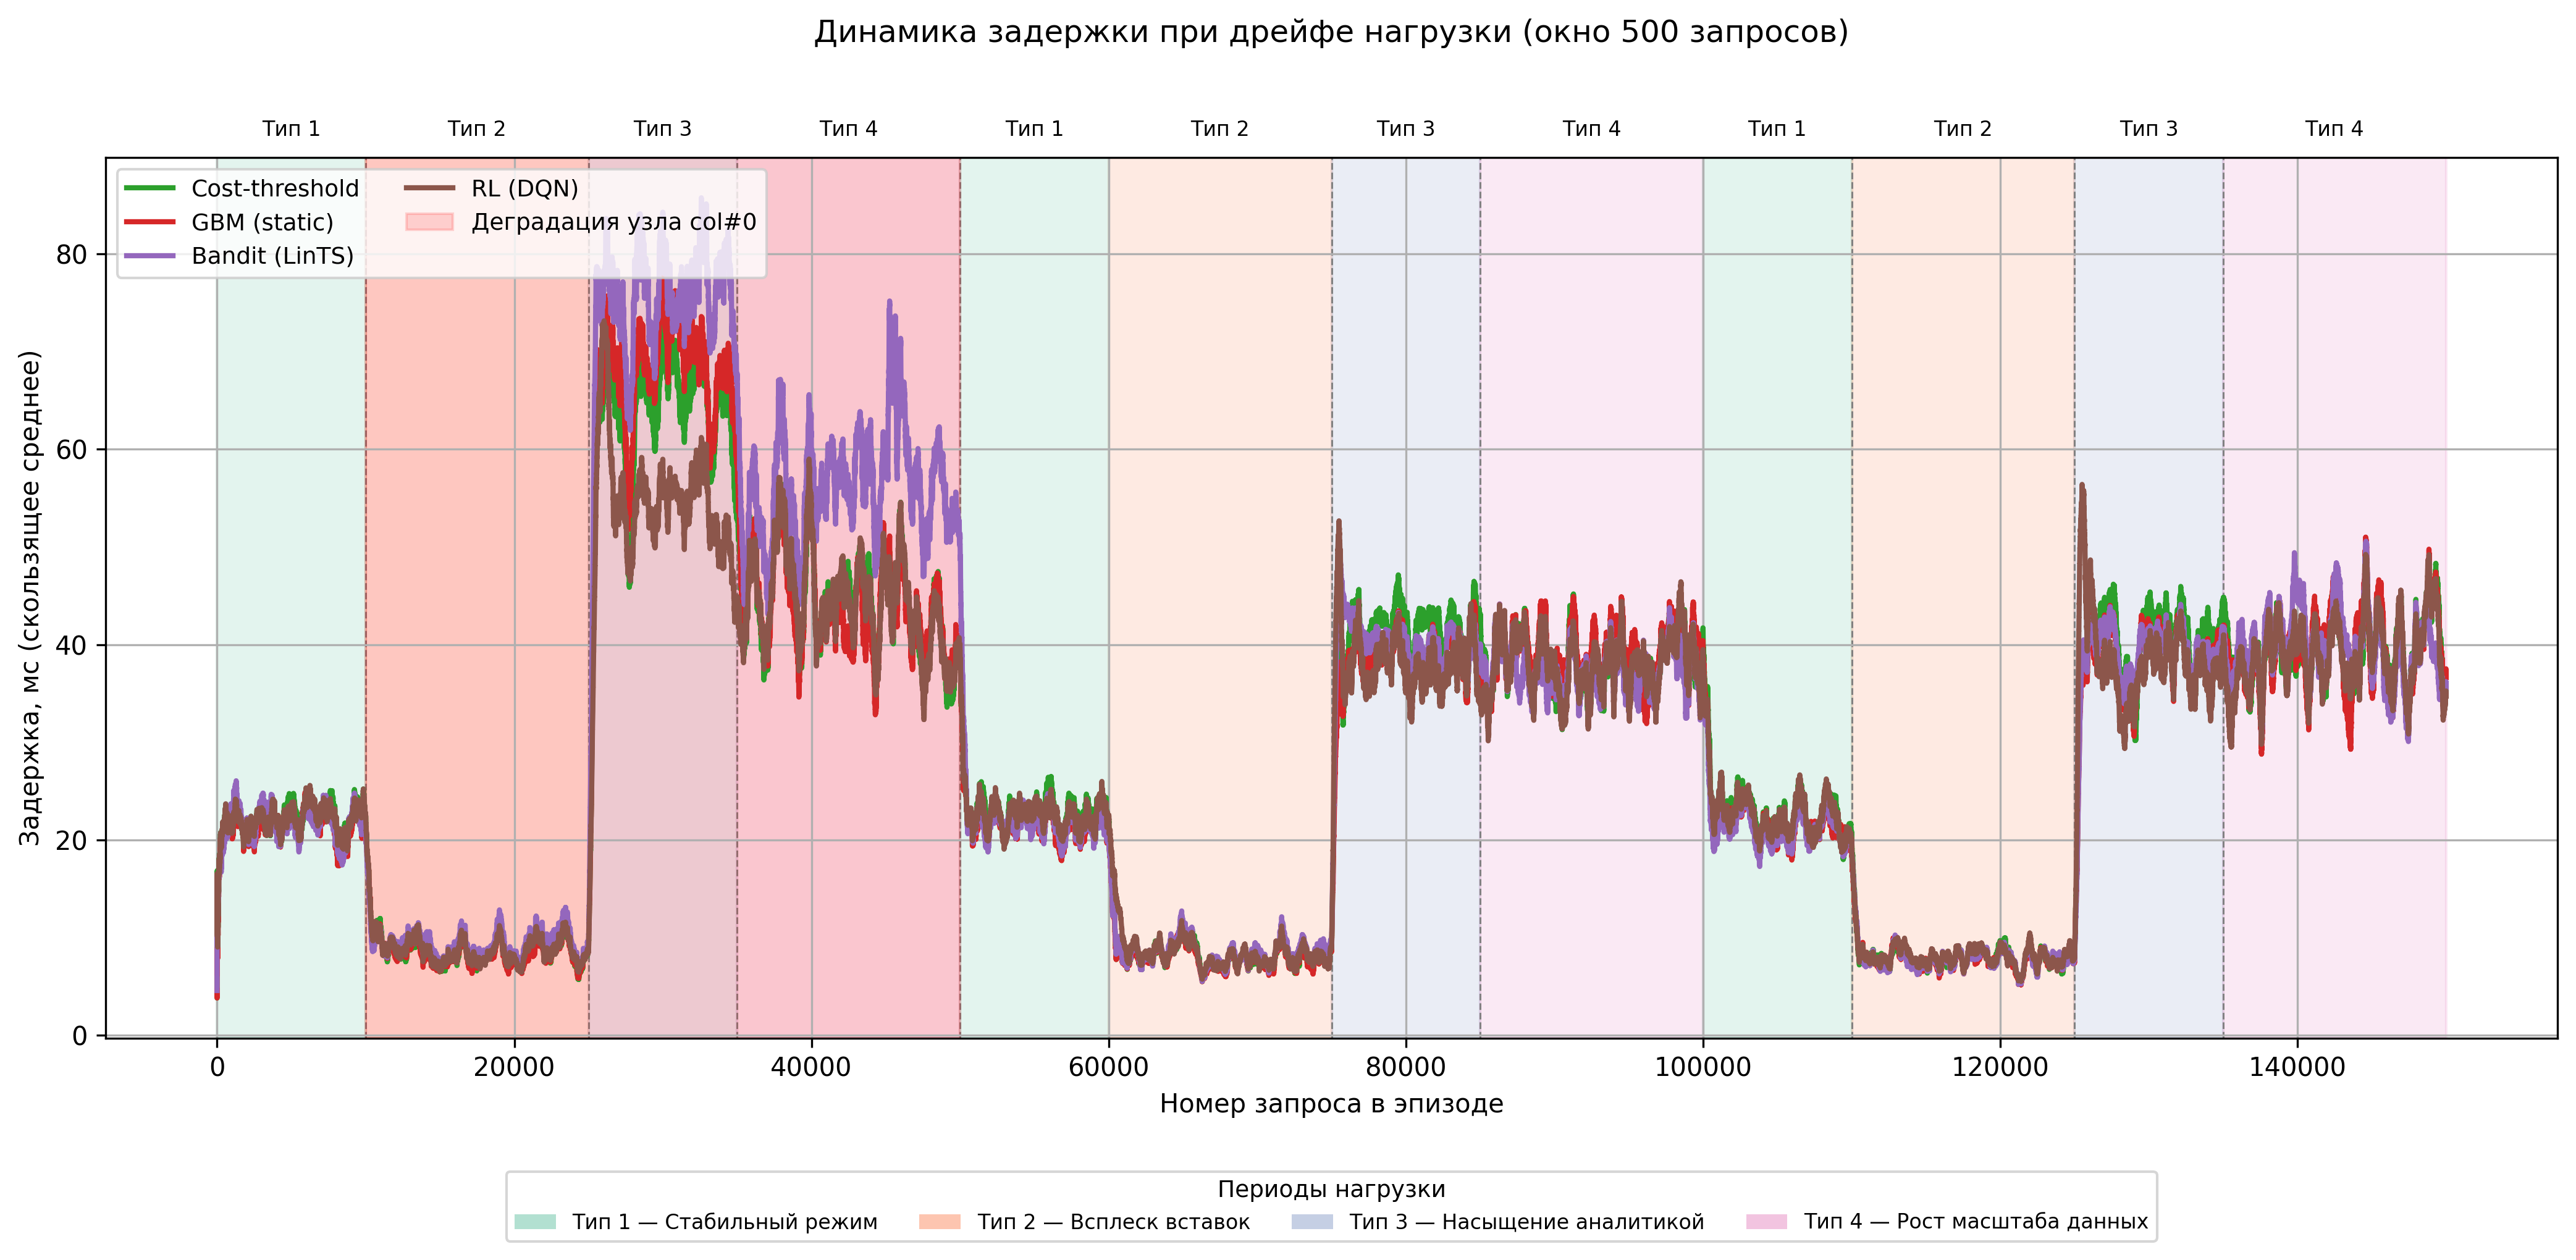 Динамика задержки при дрейфе нагрузки (окно 500 запросов)
Тип 1 Тип 2 Тип 3 Тип 4 Тип 1 Тип 2 Тип 3 Тип 4 Тип 1 Тип 2 Тип 3 Тип 4
Cost-threshold
GBM (static)
Bandit (LinTS)
RL (DQN)
Деградация узла col#0
Задержка, мс (скользящее среднее)
80
60
40
20
0
0 20000 40000 60000 80000 100000 120000 140000
Номер запроса в эпизоде
Периоды нагрузки
Тип 1 — Стабильный режим Тип 2 — Всплеск вставок Тип 3 — Насыщение аналитикой Тип 4 — Рост масштаба данных